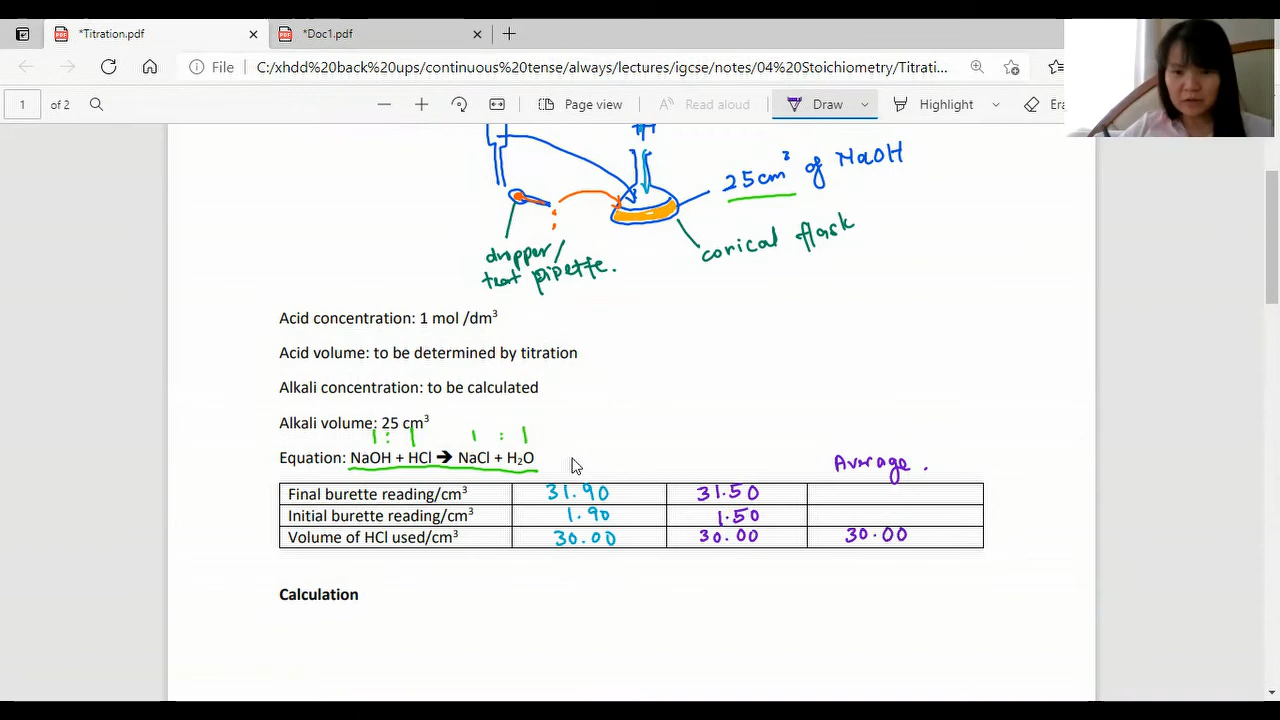 *Titration.pdf
*Doc1.pdf
File C:/xhdd%20back%20ups/continuous%20tense/always/lectures/igcse/notes/04%20Stoichiometry/Titrati...
1 of 2 Page view Read aloud Draw Highlight Era
25cm³ of NaOH
conical flask
dropper/
teat pipette.
Acid concentration: 1 mol /dm³
Acid volume: to be determined by titration
Alkali concentration: to be calculated
Alkali volume: 25 cm³
1 : 1 1 : 1
Equation: NaOH + HCl ➔ NaCl + H₂O
Average.
Final burette reading/cm³ 31.90 31.50
Initial burette reading/cm³ 1.90 1.50
Volume of HCl used/cm³ 30.00 30.00 30.00
Calculation